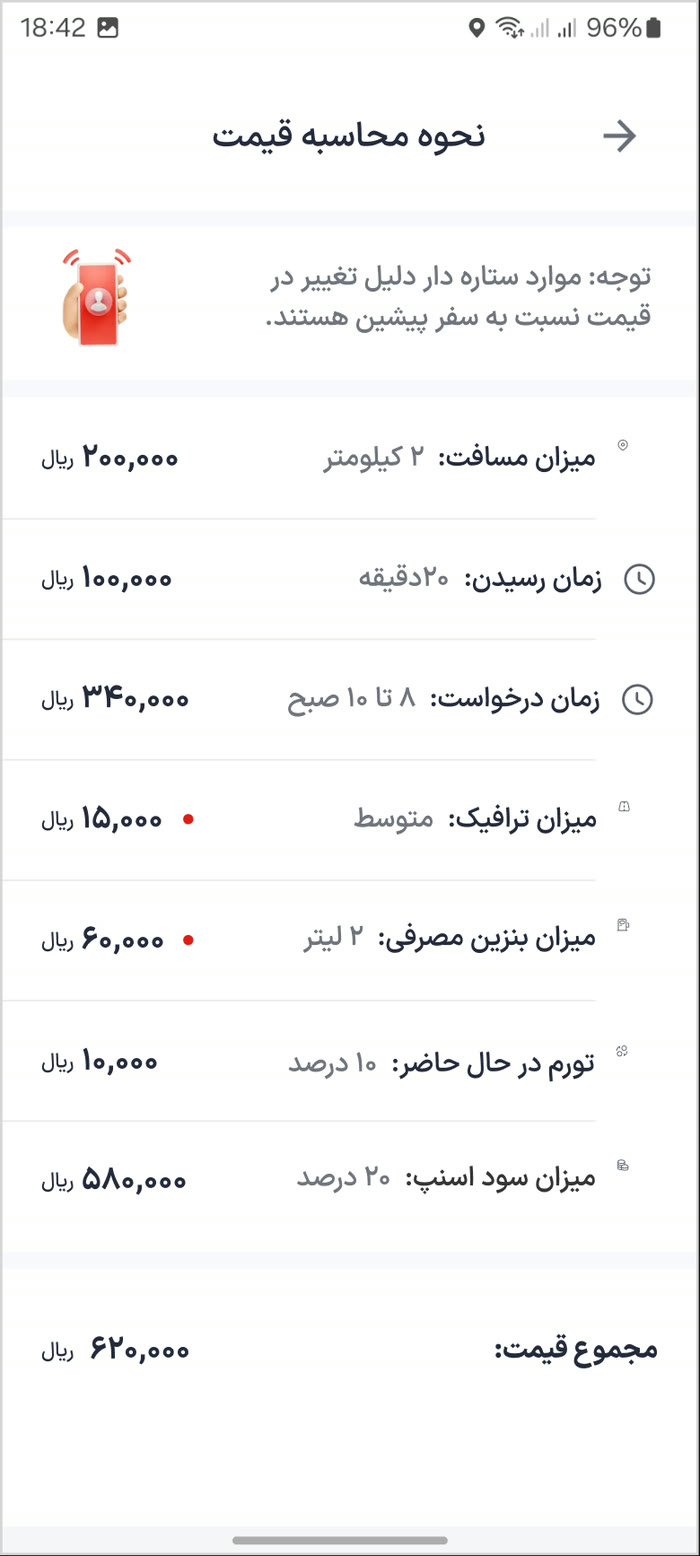 18:42 96%
نحوه محاسبه قیمت
توجه: موارد ستاره دار دلیل تغییر در
قیمت نسبت به سفر پیشین هستند.
میزان مسافت: ۲ کیلومتر ۲۰۰,۰۰۰ ریال
زمان رسیدن: ۲۰دقیقه ۱۰۰,۰۰۰ ریال
زمان درخواست: ۸ تا ۱۰ صبح ۳۴۰,۰۰۰ ریال
میزان ترافیک: متوسط ۱۵,۰۰۰ ریال
میزان بنزین مصرفی: ۲ لیتر ۶۰,۰۰۰ ریال
تورم در حال حاضر: ۱۰ درصد ۱۰,۰۰۰ ریال
میزان سود اسنپ: ۲۰ درصد ۵۸۰,۰۰۰ ریال
مجموع قیمت: ۶۲۰,۰۰۰ ریال